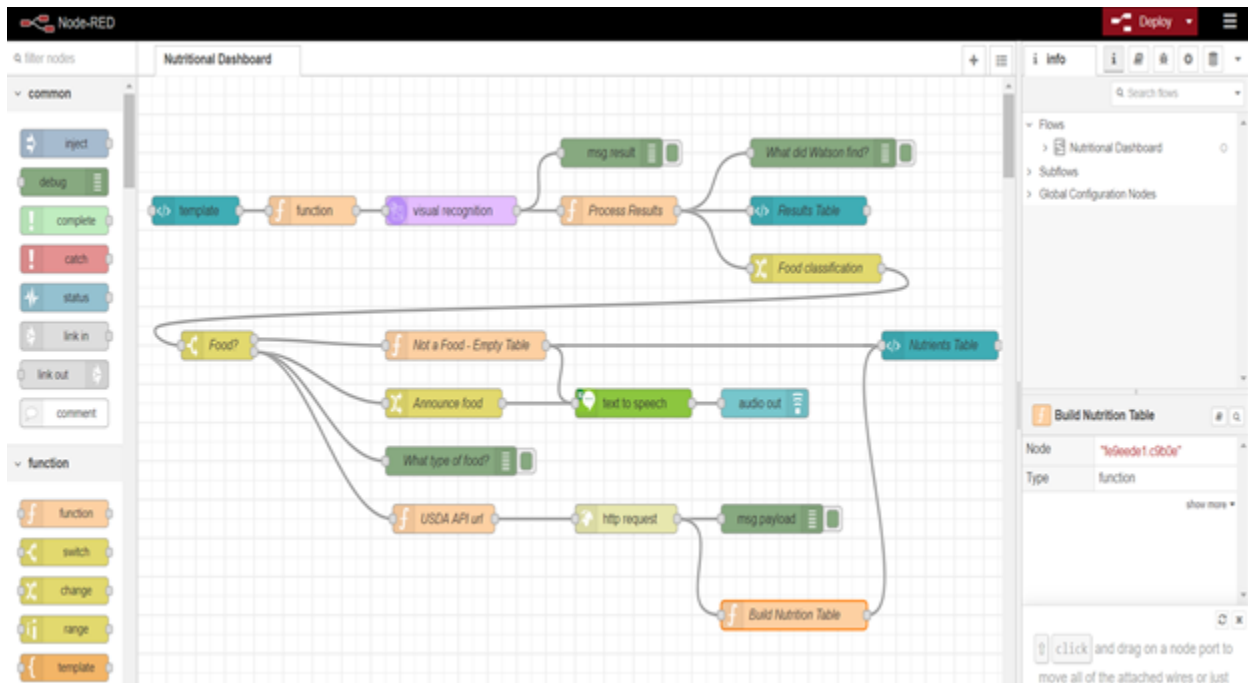 Node-RED
Deploy
filter nodes
Nutritional Dashboard
info
Search flows
common
inject
debug
complete
catch
status
link in
link out
comment
function
function
switch
change
range
template
msg.result
What did Watson find?
template
function
visual recognition
Process Results
Results Table
Food classification
Food?
Not a Food - Empty Table
Nutrients Table
Announce food
text to speech
audio out
What type of food?
USDA API url
http request
msg.payload
Build Nutrition Table
Flows
Nutritional Dashboard
Subflows
Global Configuration Nodes
Build Nutrition Table
Node
Type function
show more
click and drag on a node port to
move all of the attached wires or just